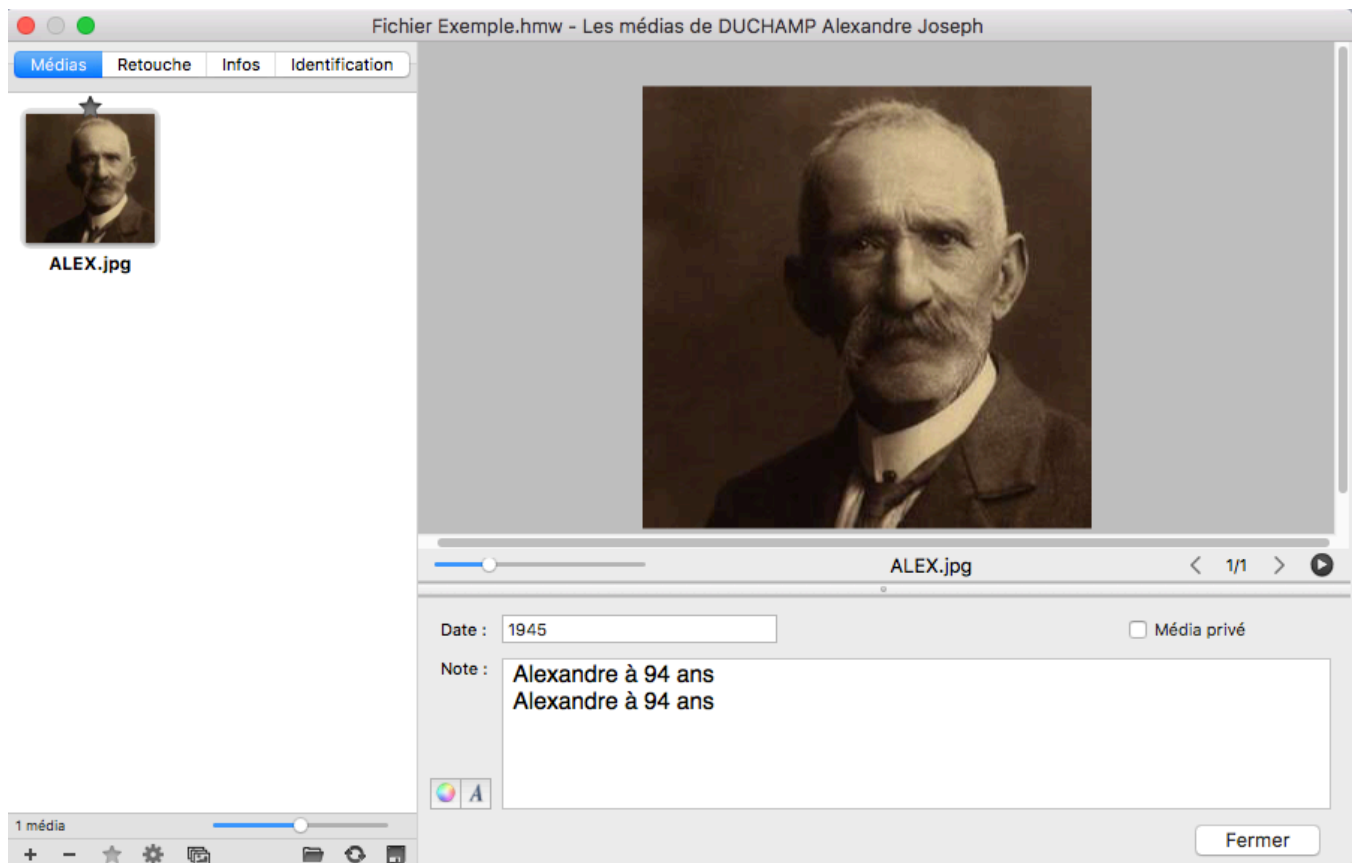 Fichier Exemple.hmw - Les médias de DUCHAMP Alexandre Joseph
Médias Retouche Infos Identification
ALEX.jpg
ALEX.jpg 1/1
Date : 1945 Média privé
Note : Alexandre à 94 ans
Alexandre à 94 ans
A
1 média
Fermer